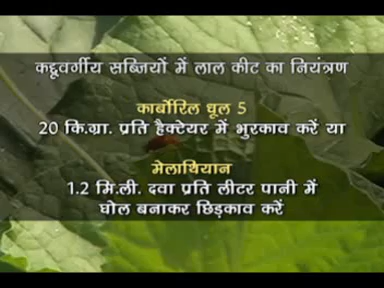 कद्दूवर्गीय सब्जियों में लाल कीट का नियंत्रण
कार्बोरिल धूल 5
20 कि.ग्रा. प्रति हैक्टेयर में भुरकाव करें या
मेलाथियान
1.2 मि.ली. दवा प्रति लीटर पानी में
घोल बनाकर छिड़काव करें